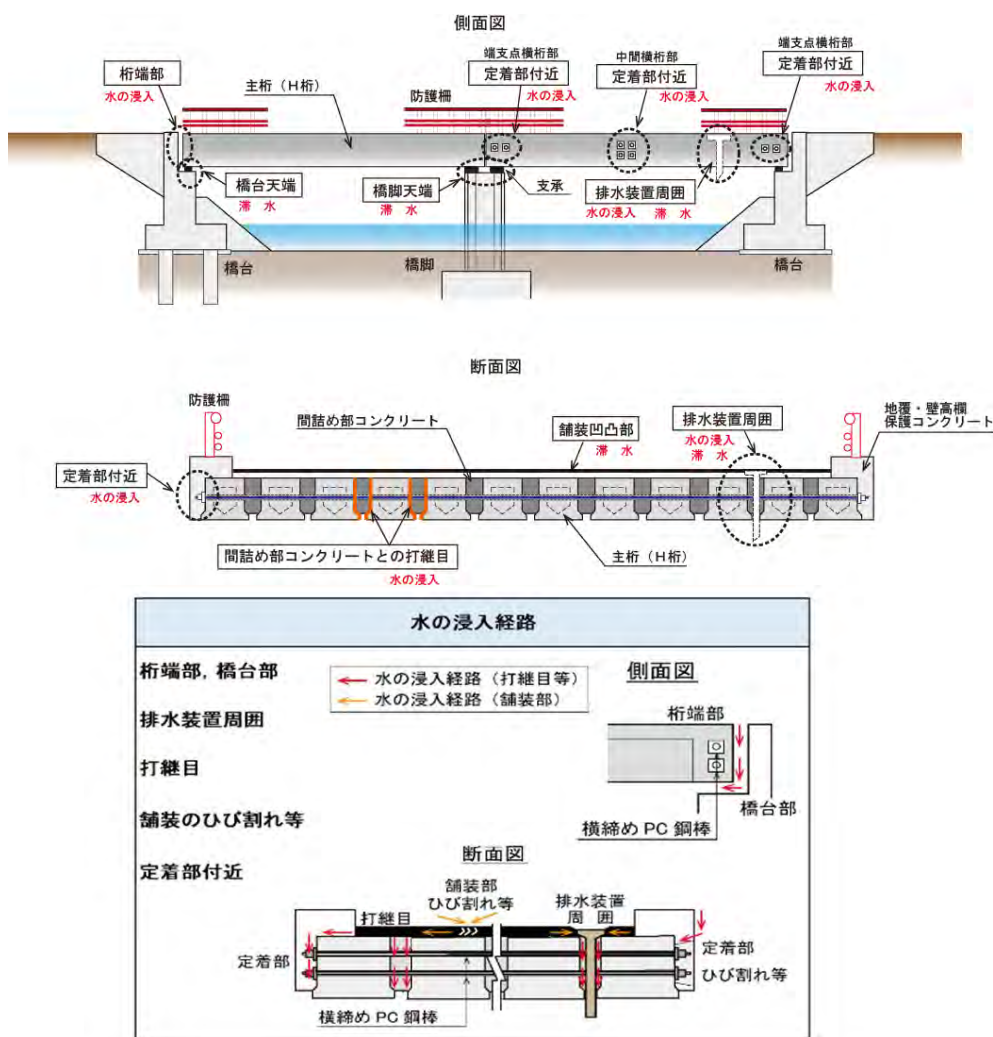 側面図
端支点横桁部
定着部付近
水の浸入
中間横桁部
定着部付近
水の浸入
端支点横桁部
定着部付近
水の浸入
桁端部
水の浸入
主桁（H桁）
防護柵
橋台天端
滞 水
橋脚天端
滞 水
支承
排水装置周囲
水の浸入 滞 水
橋台
橋脚
橋台
断面図
防護柵
間詰め部コンクリート
舗装凹凸部
滞 水
排水装置周囲
水の浸入
滞 水
地覆・壁高欄
保護コンクリート
定着部付近
水の浸入
間詰め部コンクリートとの打継目
水の浸入
主桁（H桁）
水の浸入経路
桁端部，橋台部
排水装置周囲
打継目
舗装のひび割れ等
定着部付近
水の浸入経路（打継目等）
水の浸入経路（舗装部）
側面図
桁端部
橋台部
横締めPC鋼棒
断面図
舗装部
ひび割れ等
打継目
排水装置
周 囲
定着部
定着部
ひび割れ等
横締めPC鋼棒